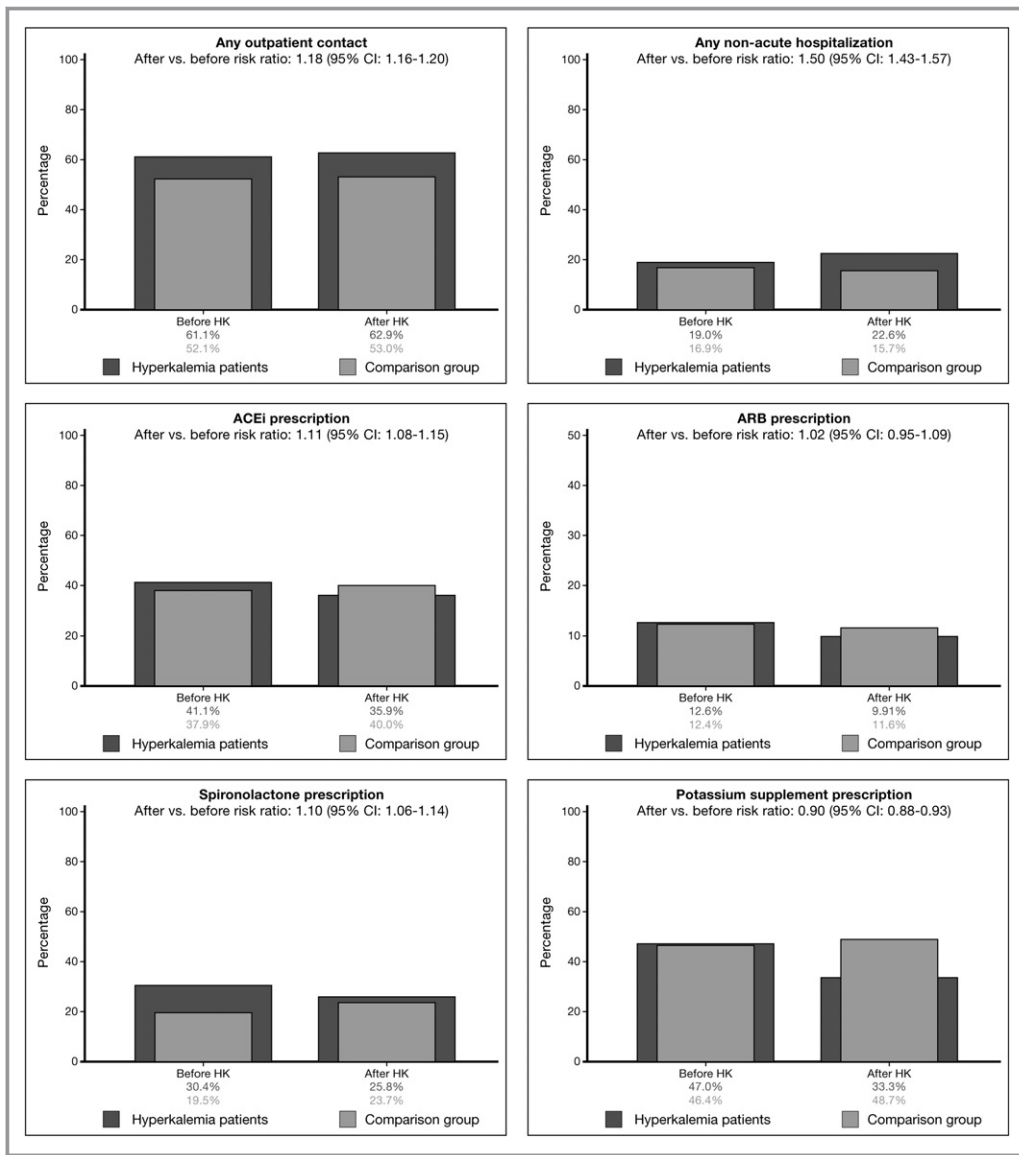 Any outpatient contact
After vs. before risk ratio: 1.18 (95% CI: 1.16-1.20)
100
80
60
40
20
0
Percentage
Before HK
After HK
61.1%
62.9%
52.1%
53.0%
Hyperkalemia patients
Comparison group
Any non-acute hospitalization
After vs. before risk ratio: 1.50 (95% CI: 1.43-1.57)
100
80
60
40
20
0
Percentage
Before HK
After HK
19.0%
22.6%
16.9%
15.7%
Hyperkalemia patients
Comparison group
ACEi prescription
After vs. before risk ratio: 1.11 (95% CI: 1.08-1.15)
100
80
60
40
20
0
Percentage
Before HK
After HK
41.1%
35.9%
37.9%
40.0%
Hyperkalemia patients
Comparison group
ARB prescription
After vs. before risk ratio: 1.02 (95% CI: 0.95-1.09)
50
40
30
20
10
0
Percentage
Before HK
After HK
12.6%
9.91%
12.4%
11.6%
Hyperkalemia patients
Comparison group
Spironolactone prescription
After vs. before risk ratio: 1.10 (95% CI: 1.06-1.14)
100
80
60
40
20
0
Percentage
Before HK
After HK
30.4%
25.8%
19.5%
23.7%
Hyperkalemia patients
Comparison group
Potassium supplement prescription
After vs. before risk ratio: 0.90 (95% CI: 0.88-0.93)
100
80
60
40
20
0
Percentage
Before HK
After HK
47.0%
33.3%
46.4%
48.7%
Hyperkalemia patients
Comparison group